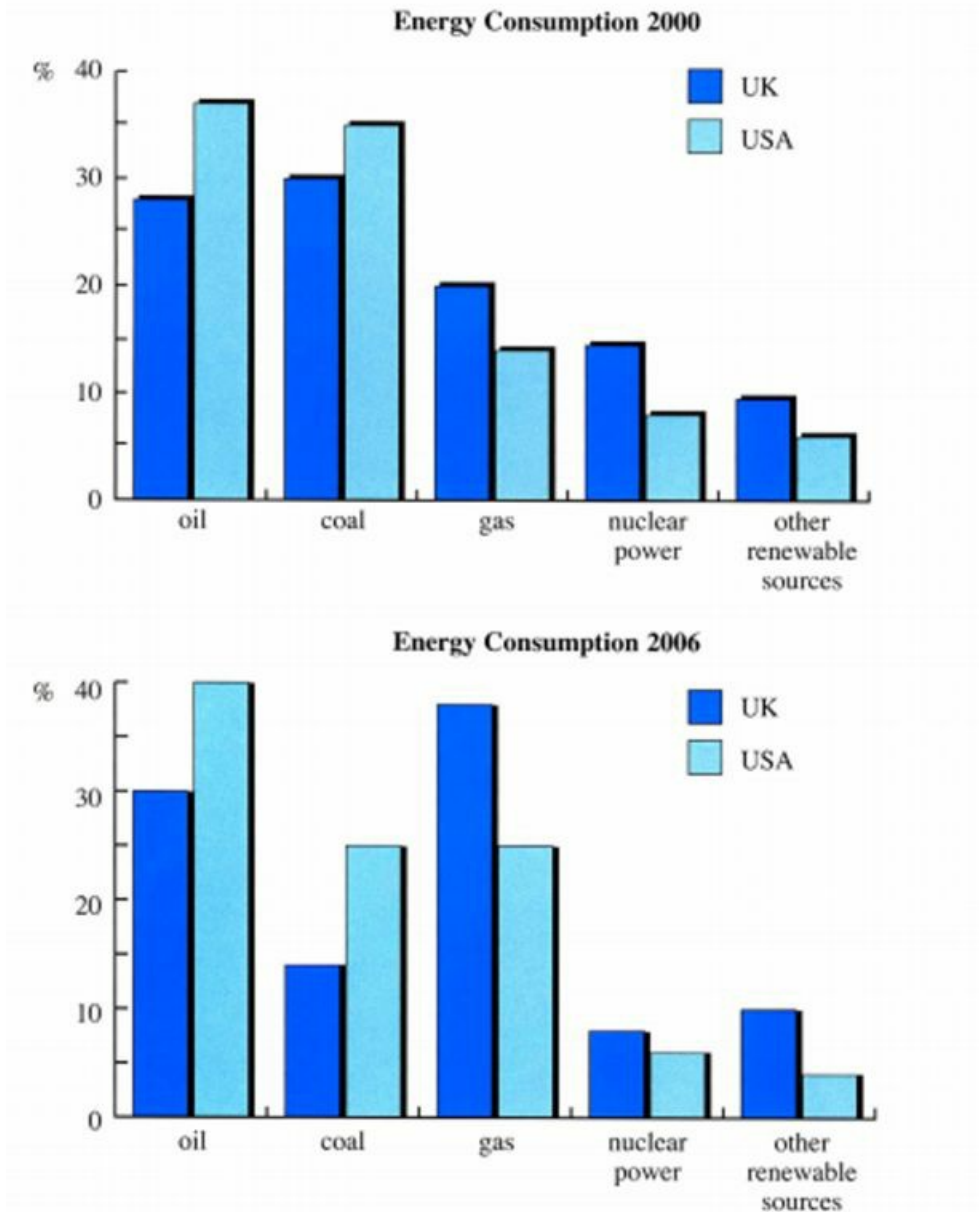 Energy Consumption 2000
% 40
UK
USA
30
20
10
0
oil coal gas nuclear power other renewable sources
Energy Consumption 2006
% 40
UK
USA
30
20
10
0
oil coal gas nuclear power other renewable sources